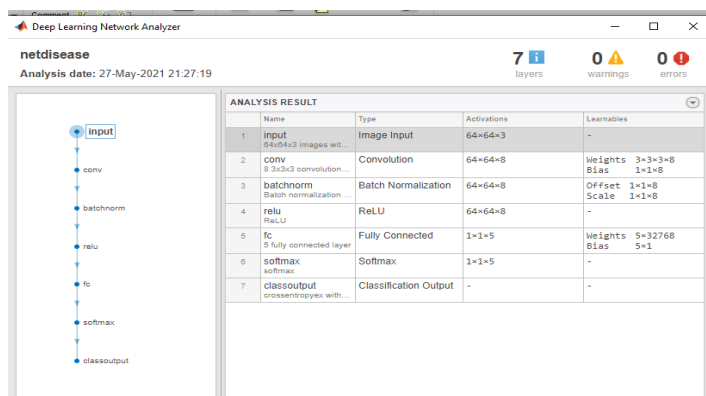 Deep Learning Network Analyzer
netdisease
Analysis date: 27-May-2021 21:27:19
7 i
layers
0
warnings
0
errors
input
conv
batchnorm
relu
fc
softmax
classoutput
ANALYSIS RESULT
Name Type Activations Learnables
1 input Image Input 64×64×3 -
64x64x3 images wit...
2 conv Convolution 64×64×8 Weights 3×3×3×8
8 3x3x3 convolution... Bias 1×1×8
3 batchnorm Batch Normalization 64×64×8 Offset 1×1×8
Batch normalization ... Scale 1×1×8
4 relu ReLU 64×64×8 -
ReLU
5 fc Fully Connected 1×1×5 Weights 5×32768
5 fully connected layer Bias 5×1
6 softmax Softmax 1×1×5 -
softmax
7 classoutput Classification Output - -
crossentropyex with...